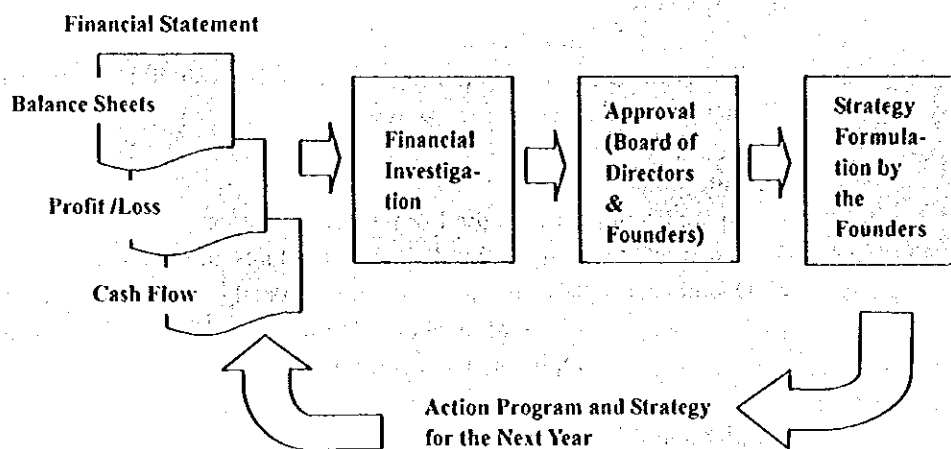 Financial Statement
Balance Sheets
Profit /Loss
Cash Flow
Financial
Investiga-
tion
Approval
(Board of
Directors
&
Founders)
Strategy
Formula-
tion by
the
Founders
Action Program and Strategy
for the Next Year